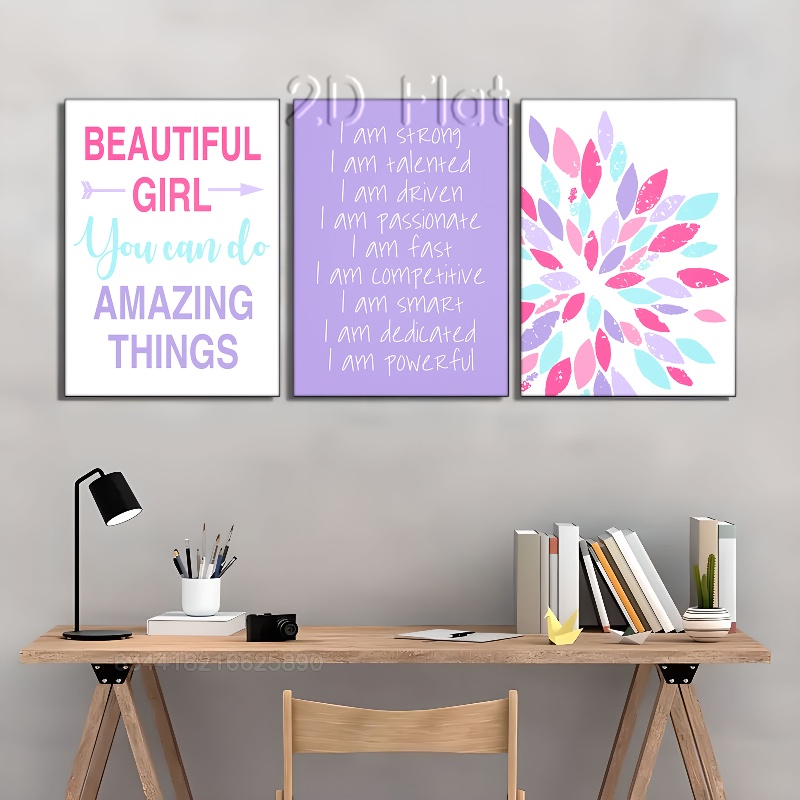 2D Flat
BEAUTIFUL
GIRL
You can do
AMAZING
THINGS
I am strong
I am talented
I am driven
I am passionate
I am fast
I am competitive
I am smart
I am dedicated
I am powerful